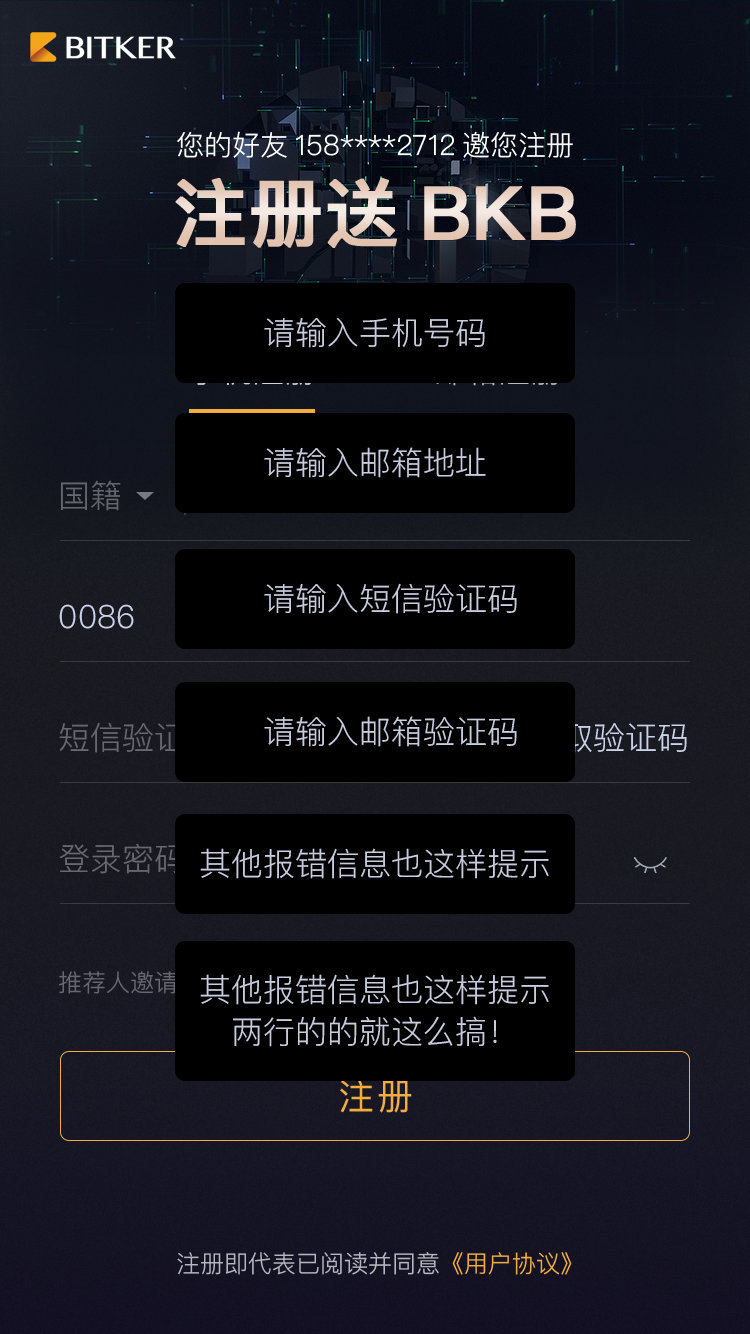 BITKER
您的好友 158****2712 邀您注册
注册送 BKB
请输入手机号码
请输入邮箱地址
国籍
请输入短信验证码
0086
短信验证
请输入邮箱验证码
取验证码
登录密码
其他报错信息也这样提示
推荐人邀请
其他报错信息也这样提示
两行的的就这么搞！
注册
注册即代表已阅读并同意《用户协议》